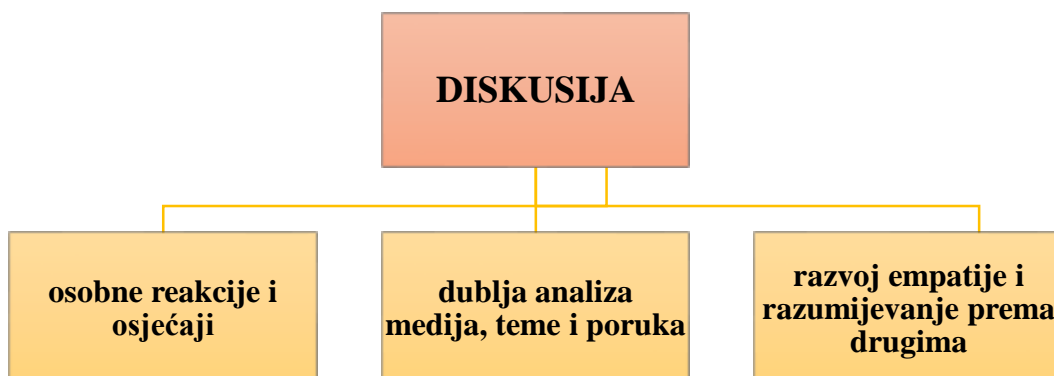 DISKUSIJA
osobne reakcije i
osjećaji
dublja analiza
medija, teme i poruka
razvoj empatije i
razumijevanje prema
drugima